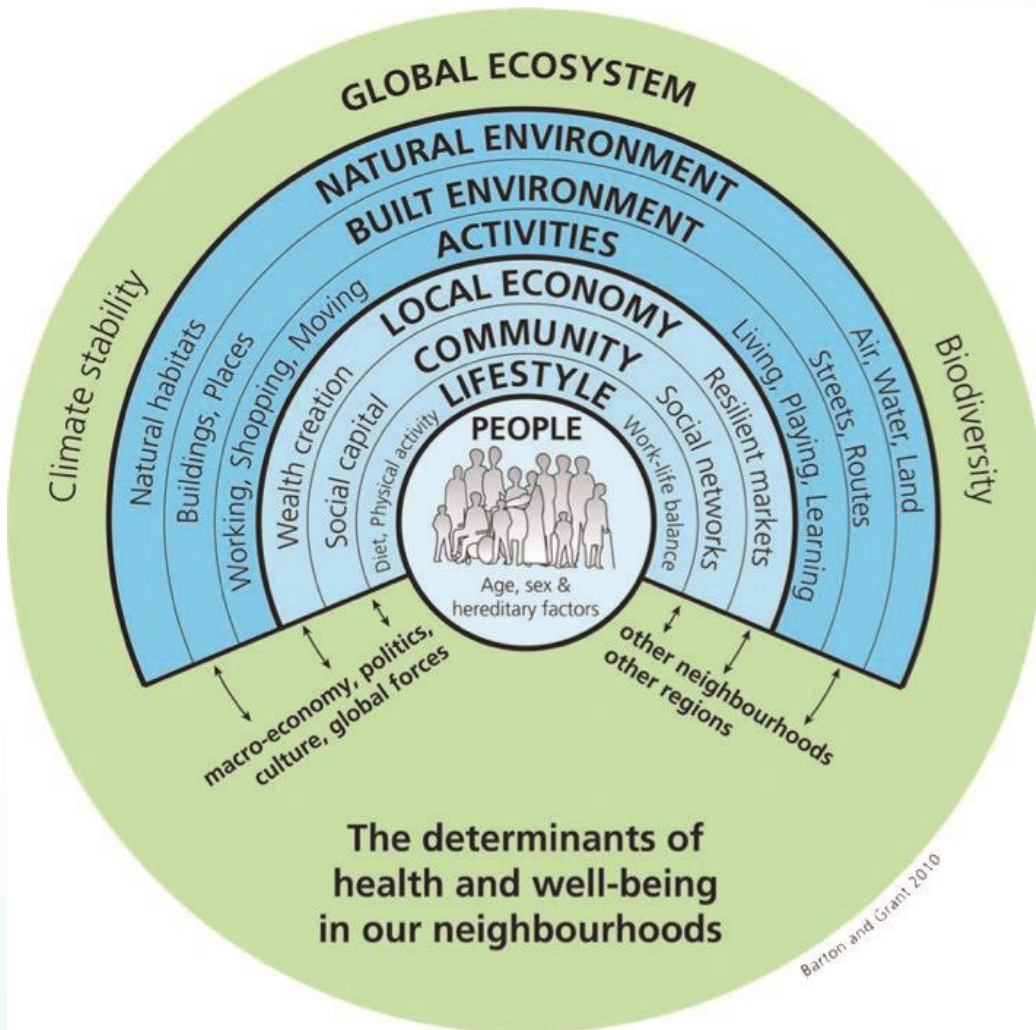 GLOBAL ECOSYSTEM
NATURAL ENVIRONMENT
BUILT ENVIRONMENT
ACTIVITIES
LOCAL ECONOMY
COMMUNITY
LIFESTYLE
PEOPLE
Age, sex &
hereditary factors
Climate stability
Natural habitats
Buildings, Places
Working, Shopping, Moving
Wealth creation
Social capital
Diet, Physical activity
Work-life balance
Social networks
Resilient markets
Living, Playing, Learning
Streets, Routes
Air, Water, Land
Biodiversity
macro-economy, politics,
culture, global forces
other neighbourhoods
other regions
The determinants of
health and well-being
in our neighbourhoods
Barton and Grant 2010